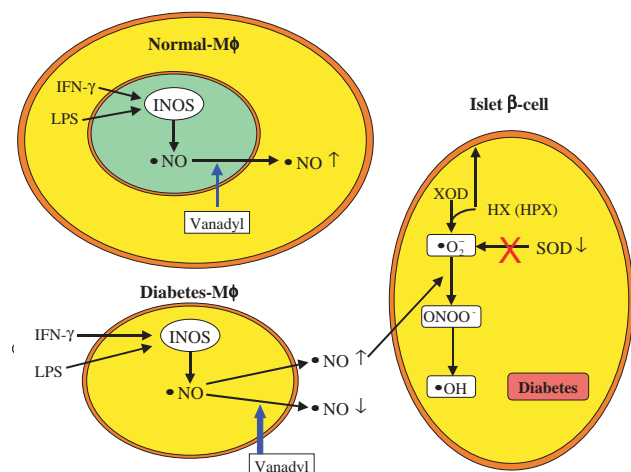 Normal-Mϕ
IFN-γ
LPS
INOS
•NO
•NO ↑
Vanadyl
Diabetes-Mϕ
IFN-γ
LPS
INOS
•NO
•NO ↑
•NO ↓
Vanadyl
Islet β-cell
XOD
HX (HPX)
•O₂⁻
SOD ↓
ONOO⁻
•OH
Diabetes